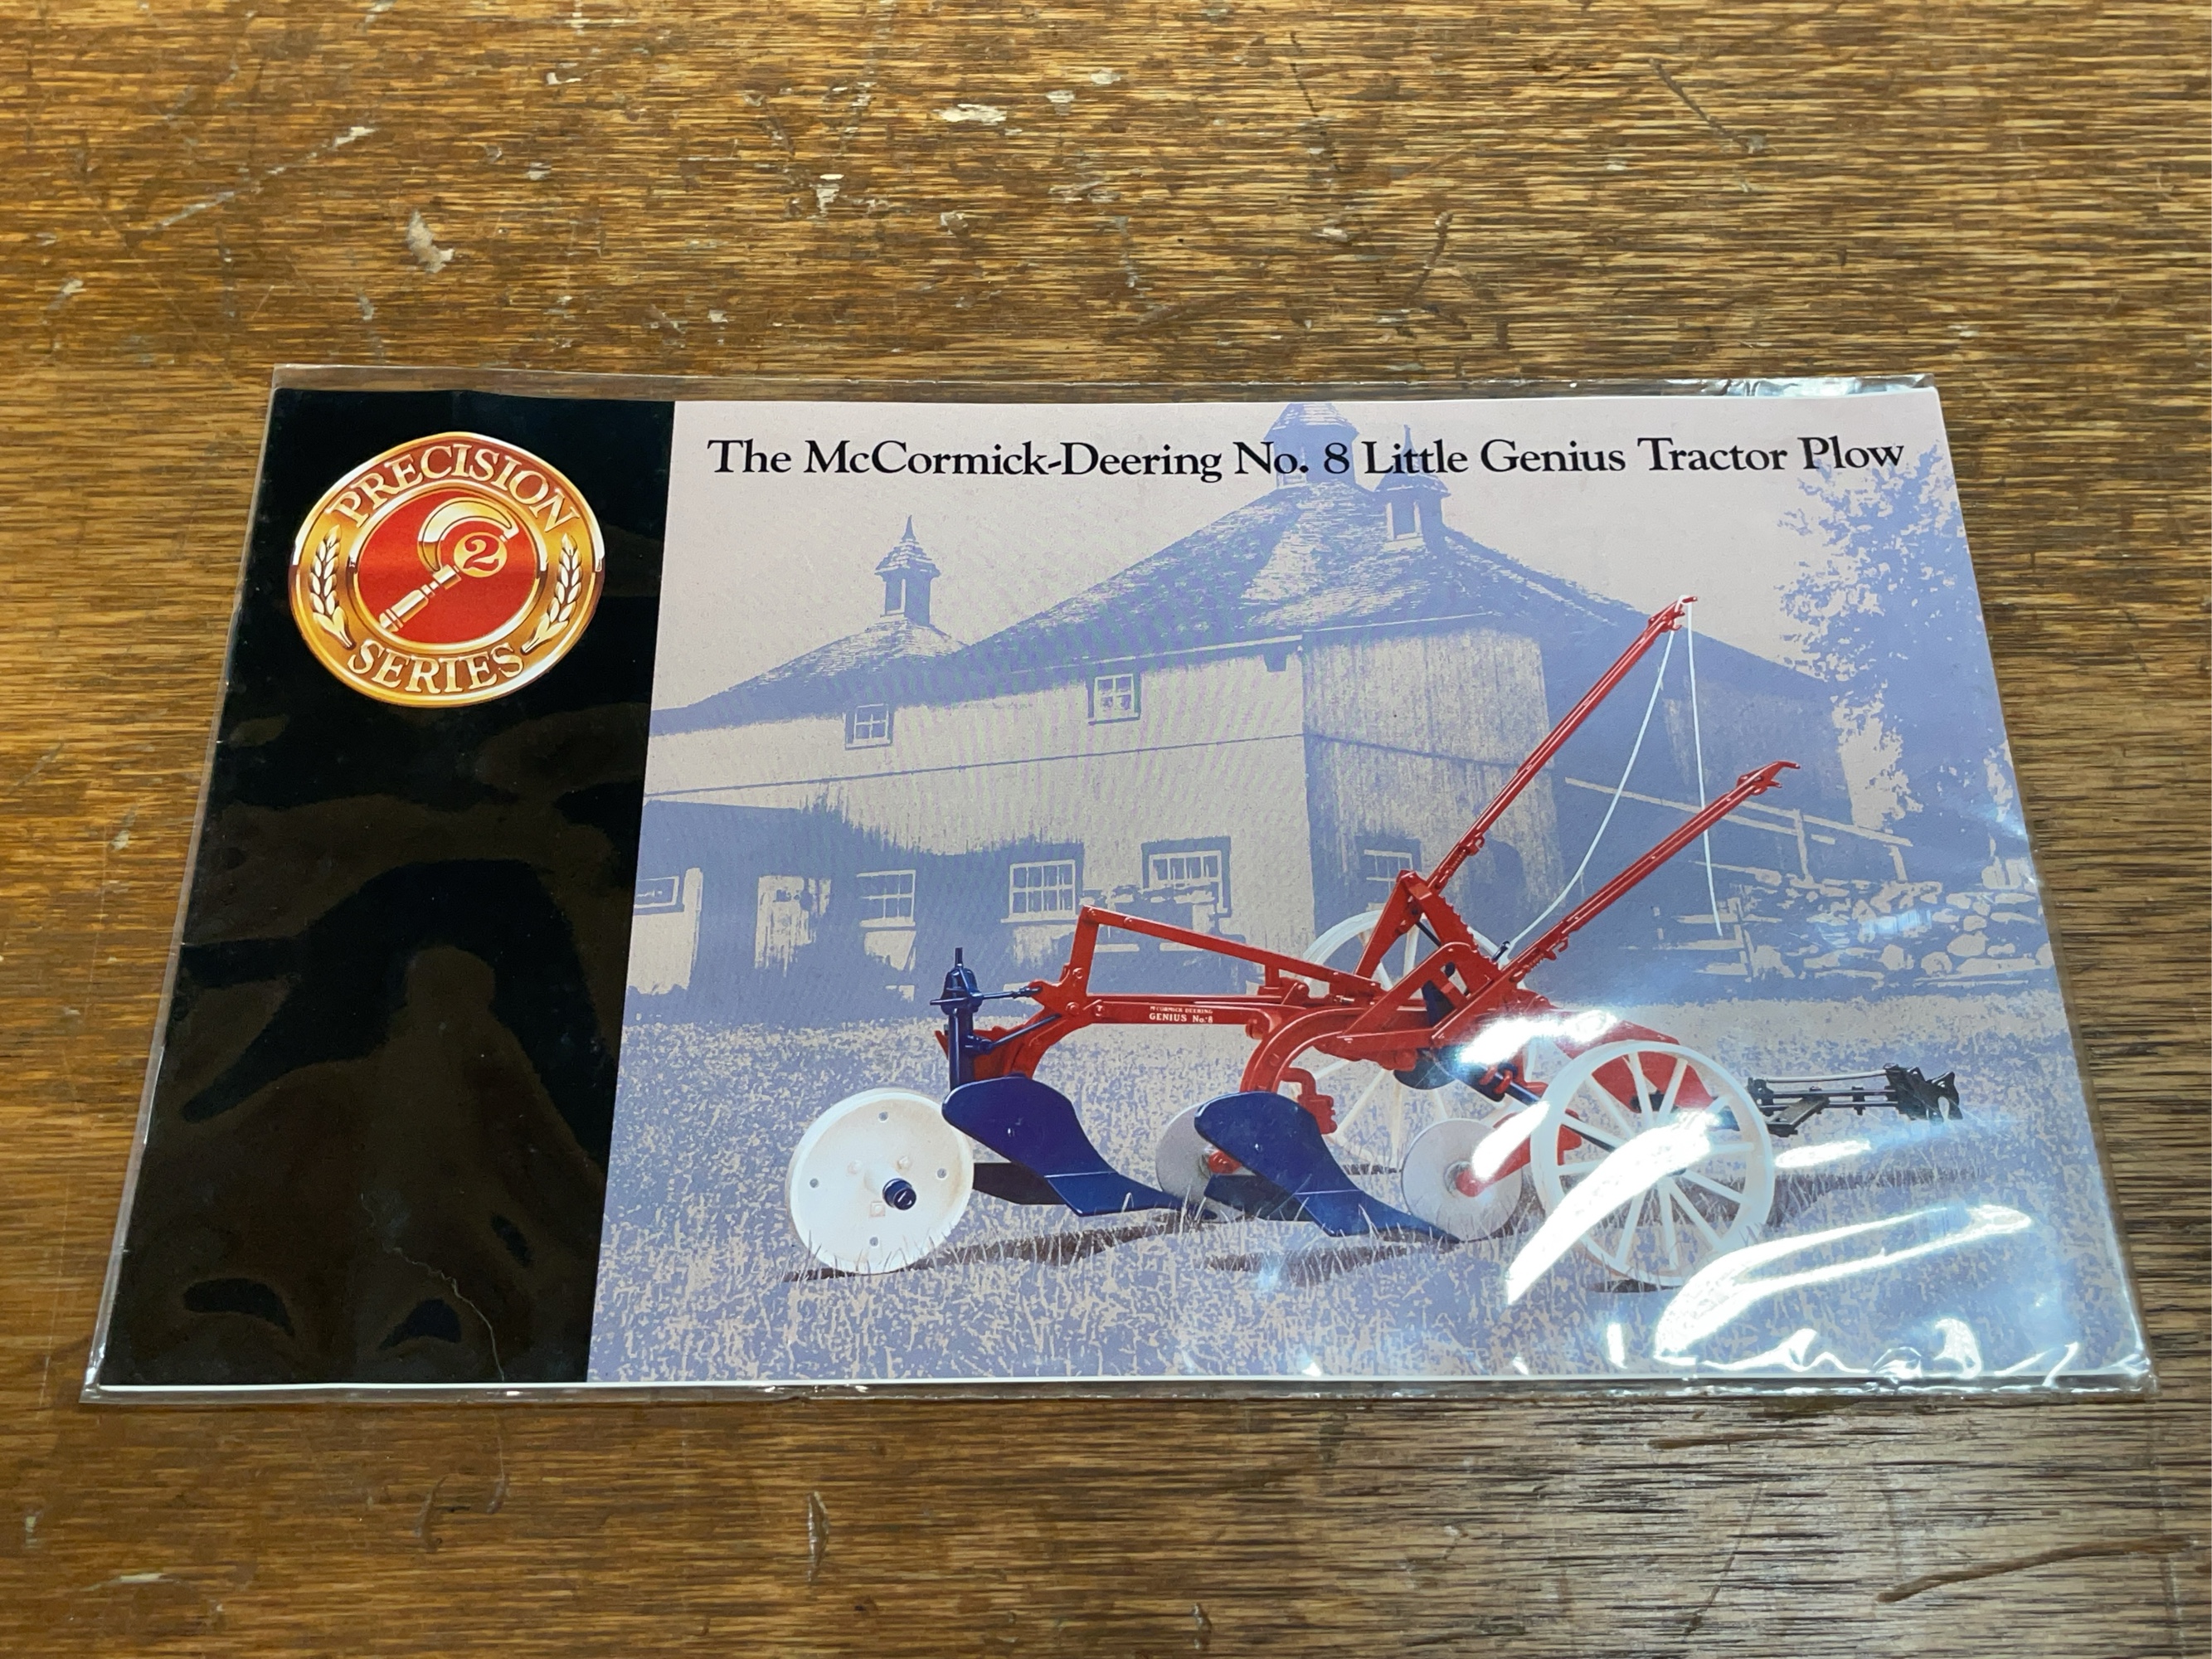 PRECISION
2
SERIES
The McCormick-Deering No. 8 Little Genius Tractor Plow
McCORMICK DEERING
GENIUS No. 8